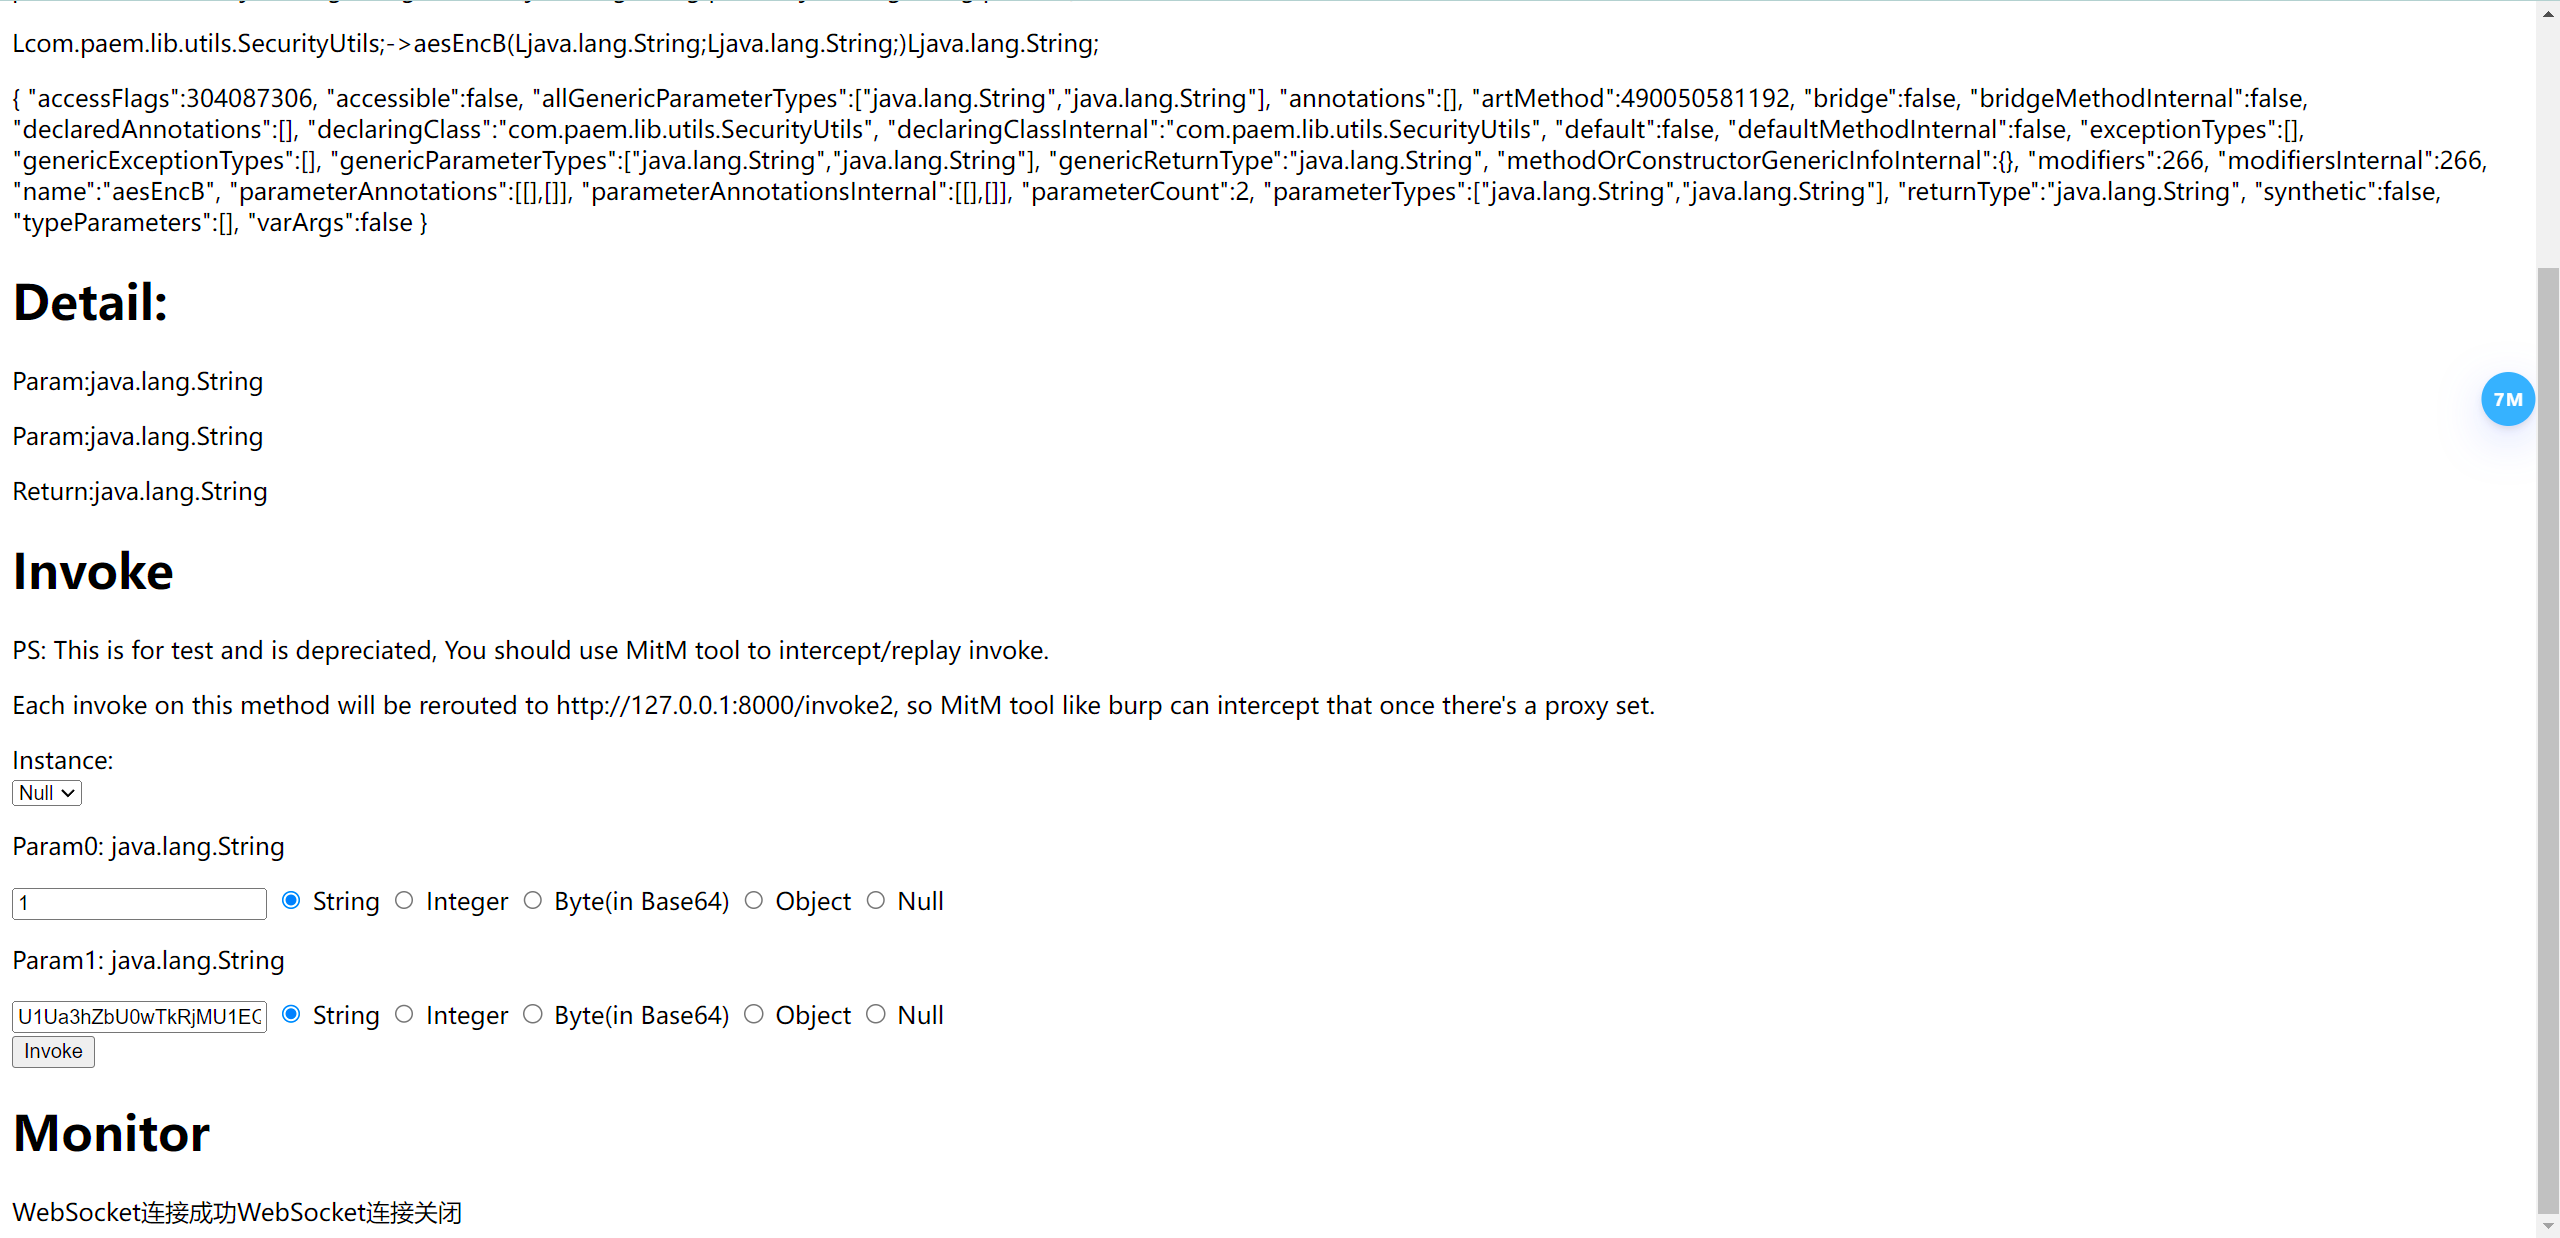 Lcom.paem.lib.utils.SecurityUtils;->aesEncB(Ljava.lang.String;Ljava.lang.String;)Ljava.lang.String;
{ "accessFlags":304087306, "accessible":false, "allGenericParameterTypes":["java.lang.String","java.lang.String"], "annotations":[], "artMethod":490050581192, "bridge":false, "bridgeMethodInternal":false,
"declaredAnnotations":[], "declaringClass":"com.paem.lib.utils.SecurityUtils", "declaringClassInternal":"com.paem.lib.utils.SecurityUtils", "default":false, "defaultMethodInternal":false, "exceptionTypes":[],
"genericExceptionTypes":[], "genericParameterTypes":["java.lang.String","java.lang.String"], "genericReturnType":"java.lang.String", "methodOrConstructorGenericInfoInternal":{}, "modifiers":266, "modifiersInternal":266,
"name":"aesEncB", "parameterAnnotations":[[],[]], "parameterAnnotationsInternal":[[],[]], "parameterCount":2, "parameterTypes":["java.lang.String","java.lang.String"], "returnType":"java.lang.String", "synthetic":false,
"typeParameters":[], "varArgs":false }
Detail:
Param:java.lang.String
7M
Param:java.lang.String
Return:java.lang.String
Invoke
PS: This is for test and is depreciated, You should use MitM tool to intercept/replay invoke.
Each invoke on this method will be rerouted to http://127.0.0.1:8000/invoke2, so MitM tool like burp can intercept that once there's a proxy set.
Instance:
Null
Param0: java.lang.String
1 String Integer Byte(in Base64) Object Null
Param1: java.lang.String
U1Ua3hZbU0wTkRjMU1EC String Integer Byte(in Base64) Object Null
Invoke
Monitor
WebSocket连接成功WebSocket连接关闭